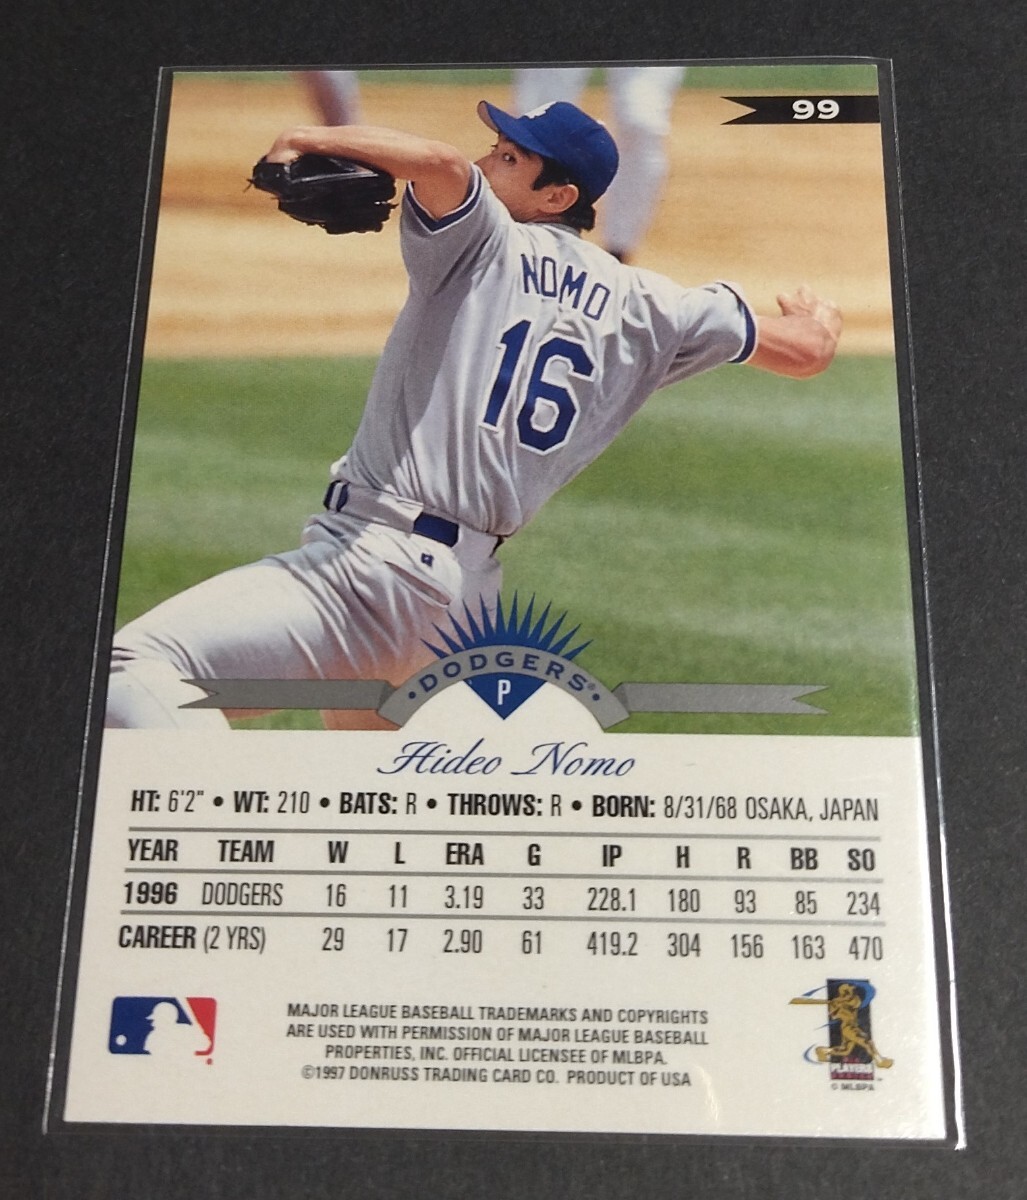 99
NOMO
16
• DODGERS® •
P
Hideo Nomo
HT: 6'2" • WT: 210 • BATS: R • THROWS: R • BORN: 8/31/68 OSAKA, JAPAN
YEAR TEAM W L ERA G IP H R BB SO
1996 DODGERS 16 11 3.19 33 228.1 180 93 85 234
CAREER (2 YRS) 29 17 2.90 61 419.2 304 156 163 470
MAJOR LEAGUE BASEBALL TRADEMARKS AND COPYRIGHTS
ARE USED WITH PERMISSION OF MAJOR LEAGUE BASEBALL
PROPERTIES, INC. OFFICIAL LICENSEE OF MLBPA.
©1997 DONRUSS TRADING CARD CO. PRODUCT OF USA
PLAYERS
© MLBPA